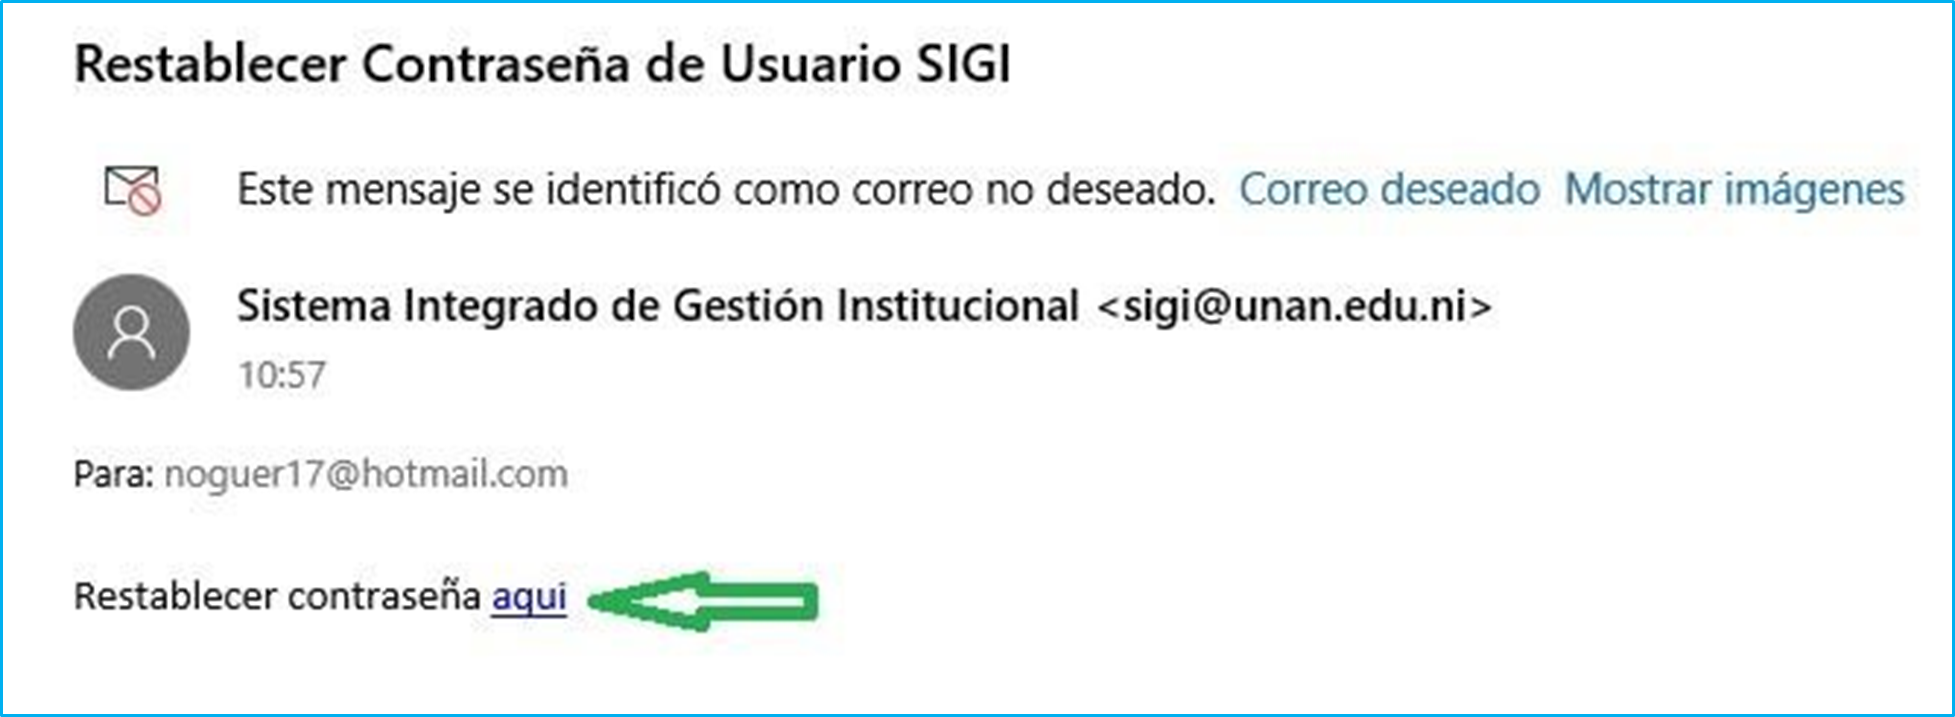 Restablecer Contraseña de Usuario SIGI
Este mensaje se identificó como correo no deseado. Correo deseado Mostrar imágenes
Sistema Integrado de Gestión Institucional <sigi@unan.edu.ni>
10:57
Para: noguer17@hotmail.com
Restablecer contraseña aquí